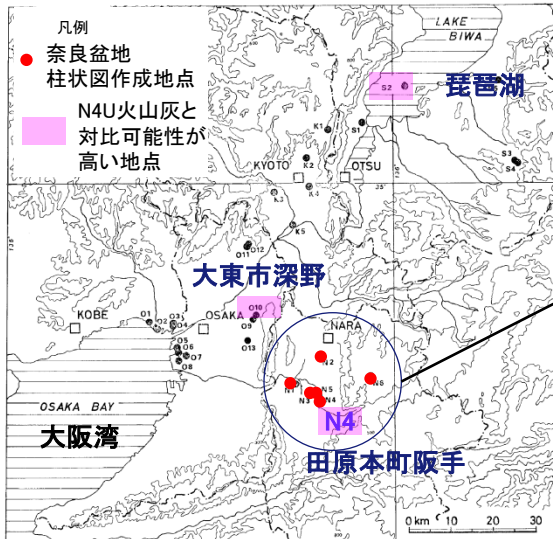 凡例
奈良盆地
柱状図作成地点
N4U火山灰と
対比可能性が
高い地点
LAKE
BIWA
琵琶湖
S2
K1
S1
K2
KYOTO
OTSU
S3
S4
35°
K3
K4
136°
135°
K5
O12
O11
大東市深野
O10
KOBE
O1
O2
O3
O4
OSAKA
O9
NARA
O5
O6
O7
O8
O13
N2
N1
N6
N5
N3
N4
OSAKA BAY
大阪湾
N4
田原本町阪手
0 km
10
20
30